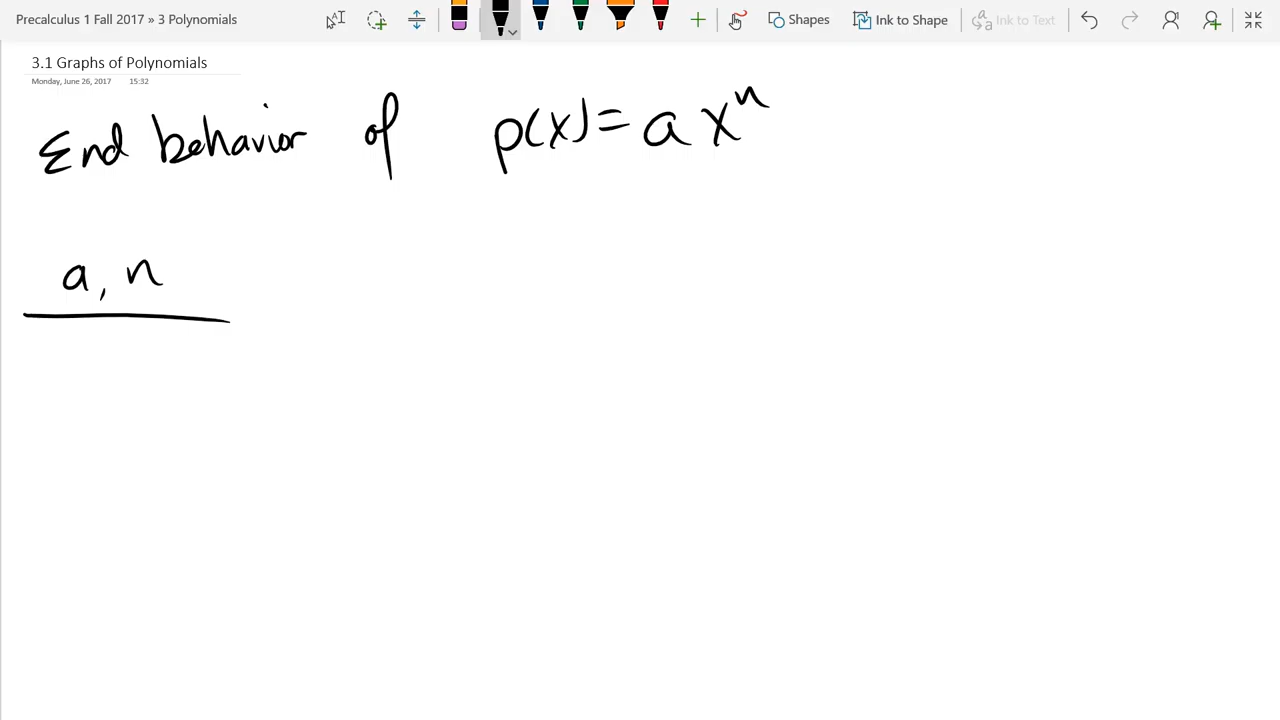 Precalculus 1 Fall 2017 » 3 Polynomials
Shapes
Ink to Shape
Ink to Text
3.1 Graphs of Polynomials
Monday, June 26, 2017 15:32
End behavior of p(x) = a xⁿ
a, n